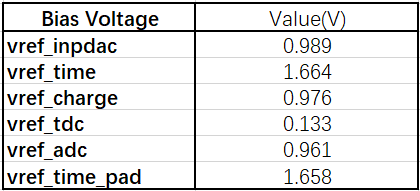 Bias Voltage Value(V)
vref_inpdac 0.989
vref_time 1.664
vref_charge 0.976
vref_tdc 0.133
vref_adc 0.961
vref_time_pad 1.658